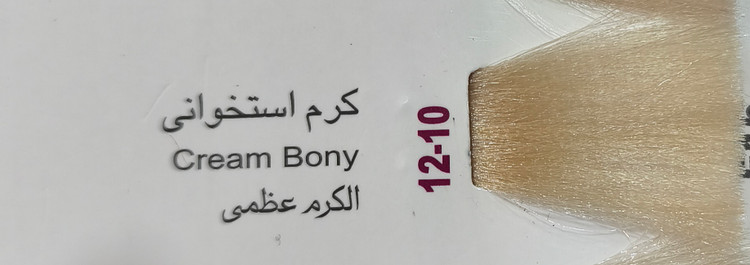 کرم استخوانی
Cream Bony
الکرم عظمی
12-10